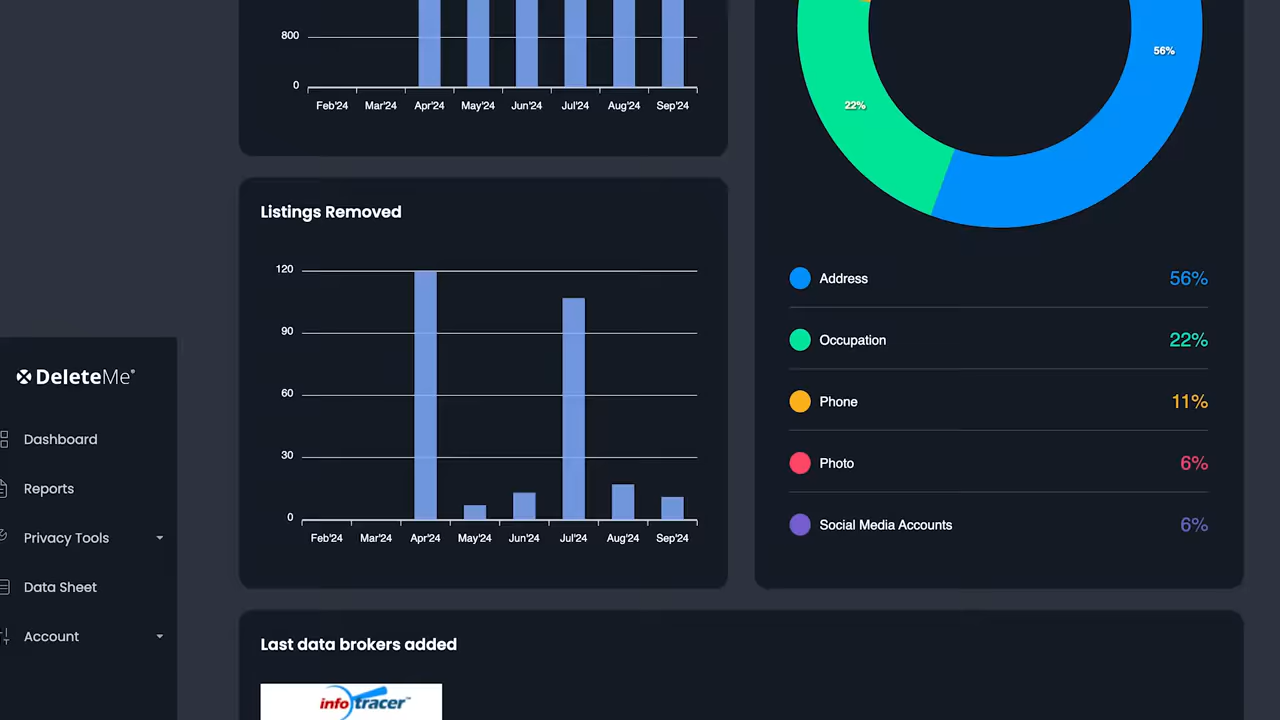 800
0
Feb'24 Mar'24 Apr'24 May'24 Jun'24 Jul'24 Aug'24 Sep'24
56%
22%
Listings Removed
120
90
60
30
0
Feb'24 Mar'24 Apr'24 May'24 Jun'24 Jul'24 Aug'24 Sep'24
Address 56%
Occupation 22%
Phone 11%
Photo 6%
Social Media Accounts 6%
DeleteMe®
Dashboard
Reports
Privacy Tools
Data Sheet
Account
Last data brokers added
infotracer™